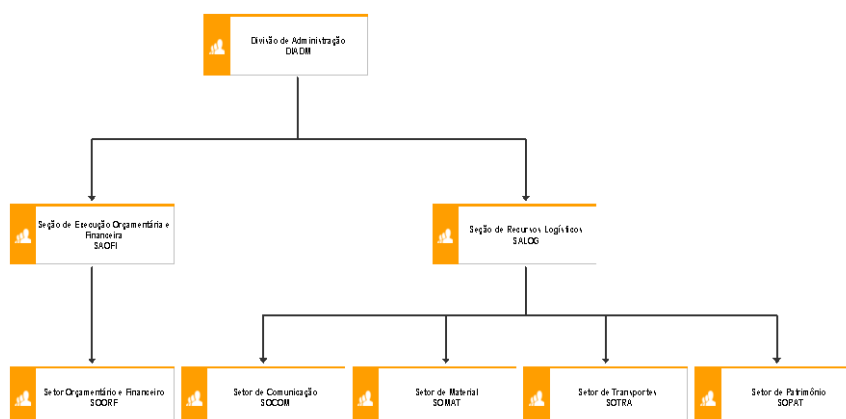 Divisão de Administração
DIADM
Seção de Execução Orçamentária e
Financeira
SAOFI
Seção de Recursos Logísticos
SALOG
Setor Orçamentário e Financeiro
SOORF
Setor de Comunicação
SOCOM
Setor de Material
SOMAT
Setor de Transportes
SOTRA
Setor de Patrimônio
SOPAT